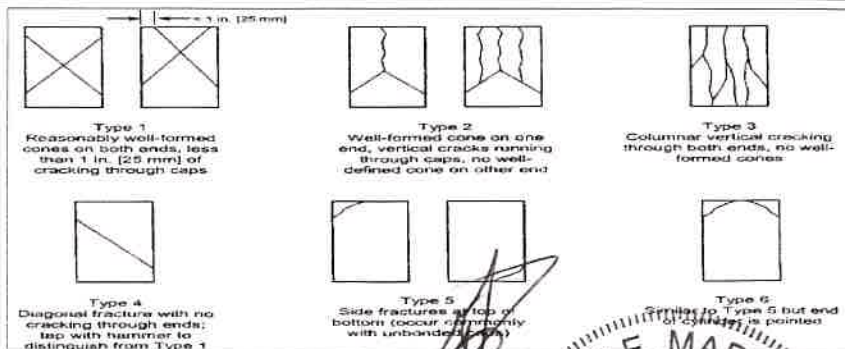 < 1 in. [25 mm]
Type 1
Reasonably well-formed
cones on both ends, less
than 1 in. [25 mm] of
cracking through caps
Type 2
Well-formed cone on one
end, vertical cracks running
through caps, no well-
defined cone on other end
Type 3
Columnar vertical cracking
through both ends, no well-
formed cones
Type 4
Diagonal fracture with no
cracking through ends;
tap with hammer to
distinguish from Type 1
Type 5
Side fractures at top or
bottom (occur commonly
with unbonded caps)
Type 6
Similar to Type 5 but end
of cylinder is pointed